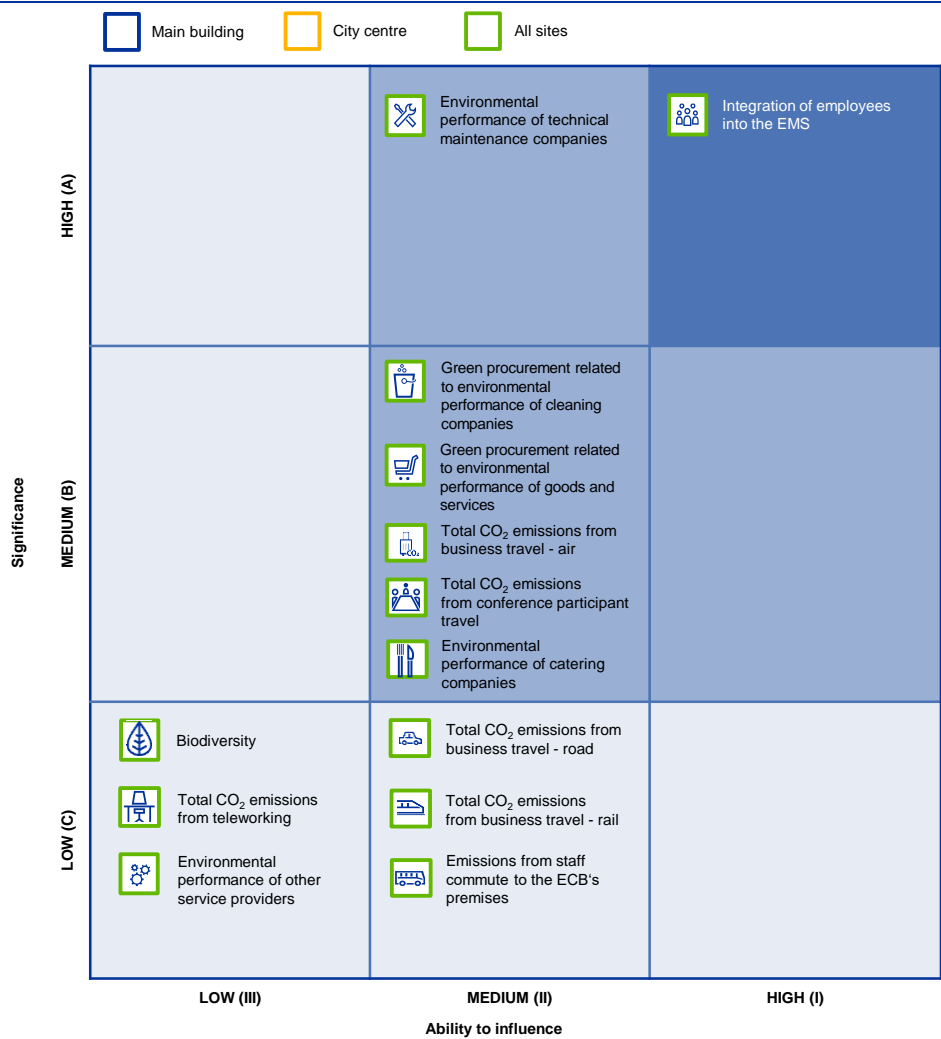 Main building
City centre
All sites
Significance
HIGH (A)
Environmental
performance of technical
maintenance companies
Integration of employees
into the EMS
MEDIUM (B)
Green procurement related
to environmental
performance of cleaning
companies
Green procurement related
to environmental
performance of goods and
services
CO₂
Total CO₂ emissions from
business travel - air
Total CO₂ emissions
from conference participant
travel
Environmental
performance of catering
companies
LOW (C)
Biodiversity
Total CO₂ emissions
from teleworking
Environmental
performance of other
service providers
Total CO₂ emissions from
business travel - road
Total CO₂ emissions
from business travel - rail
Emissions from staff
commute to the ECB‘s
premises
LOW (III)
MEDIUM (II)
HIGH (I)
Ability to influence